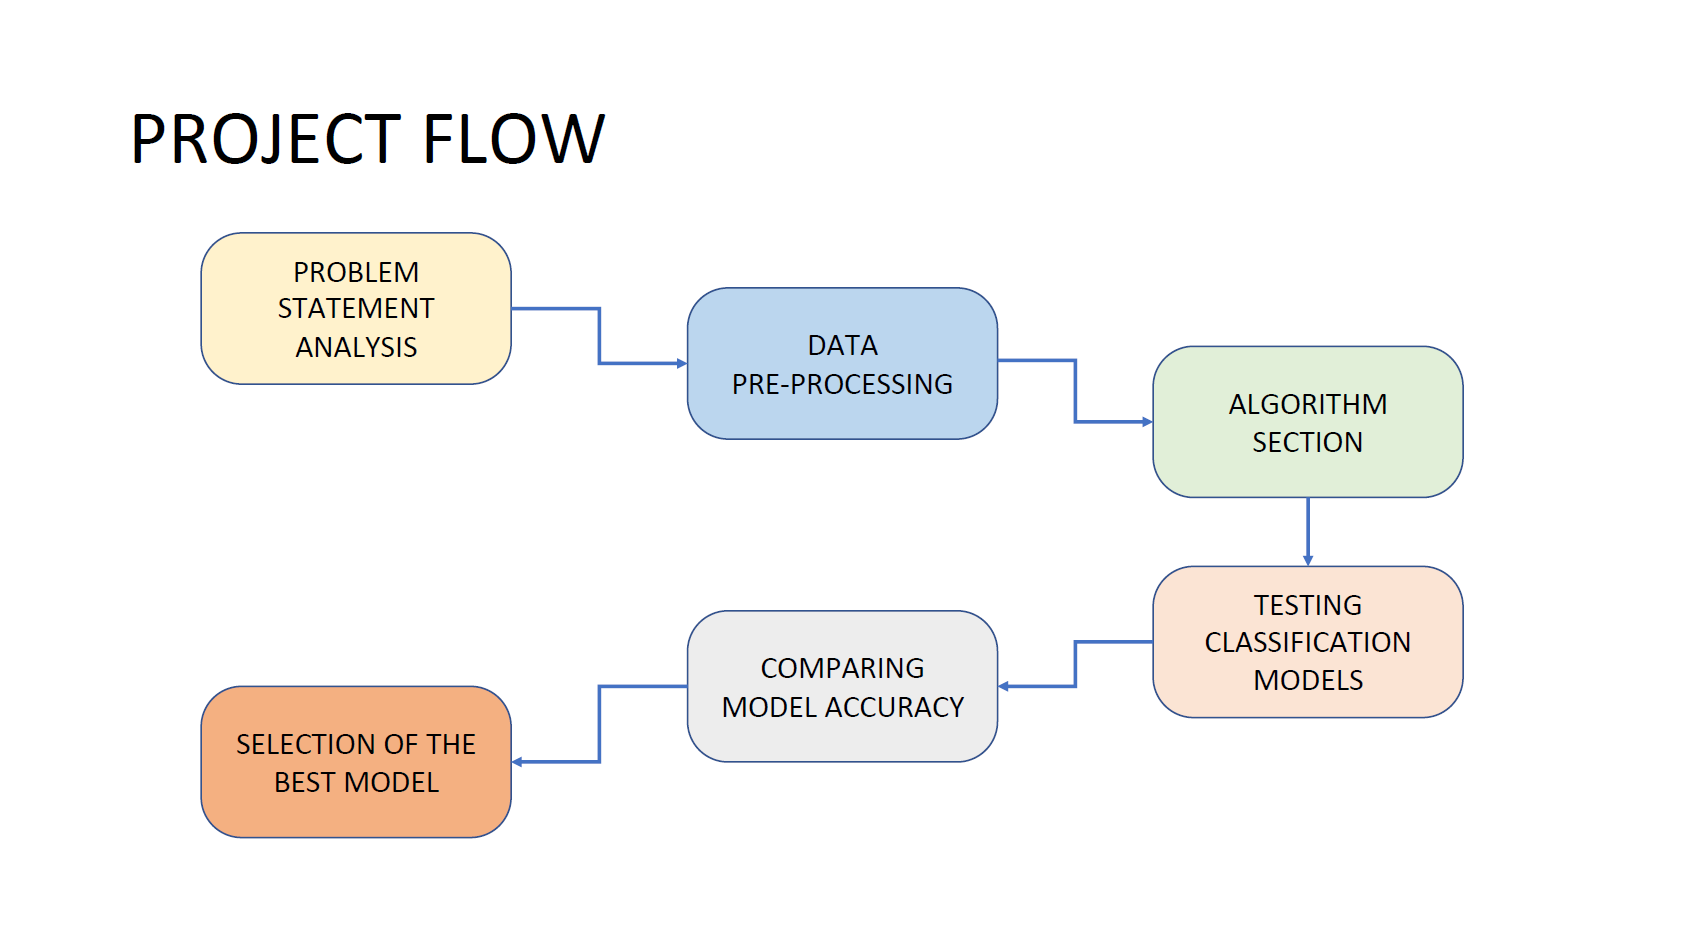 PROJECT FLOW
PROBLEM
STATEMENT
ANALYSIS
DATA
PRE-PROCESSING
ALGORITHM
SECTION
TESTING
CLASSIFICATION
MODELS
COMPARING
MODEL ACCURACY
SELECTION OF THE
BEST MODEL